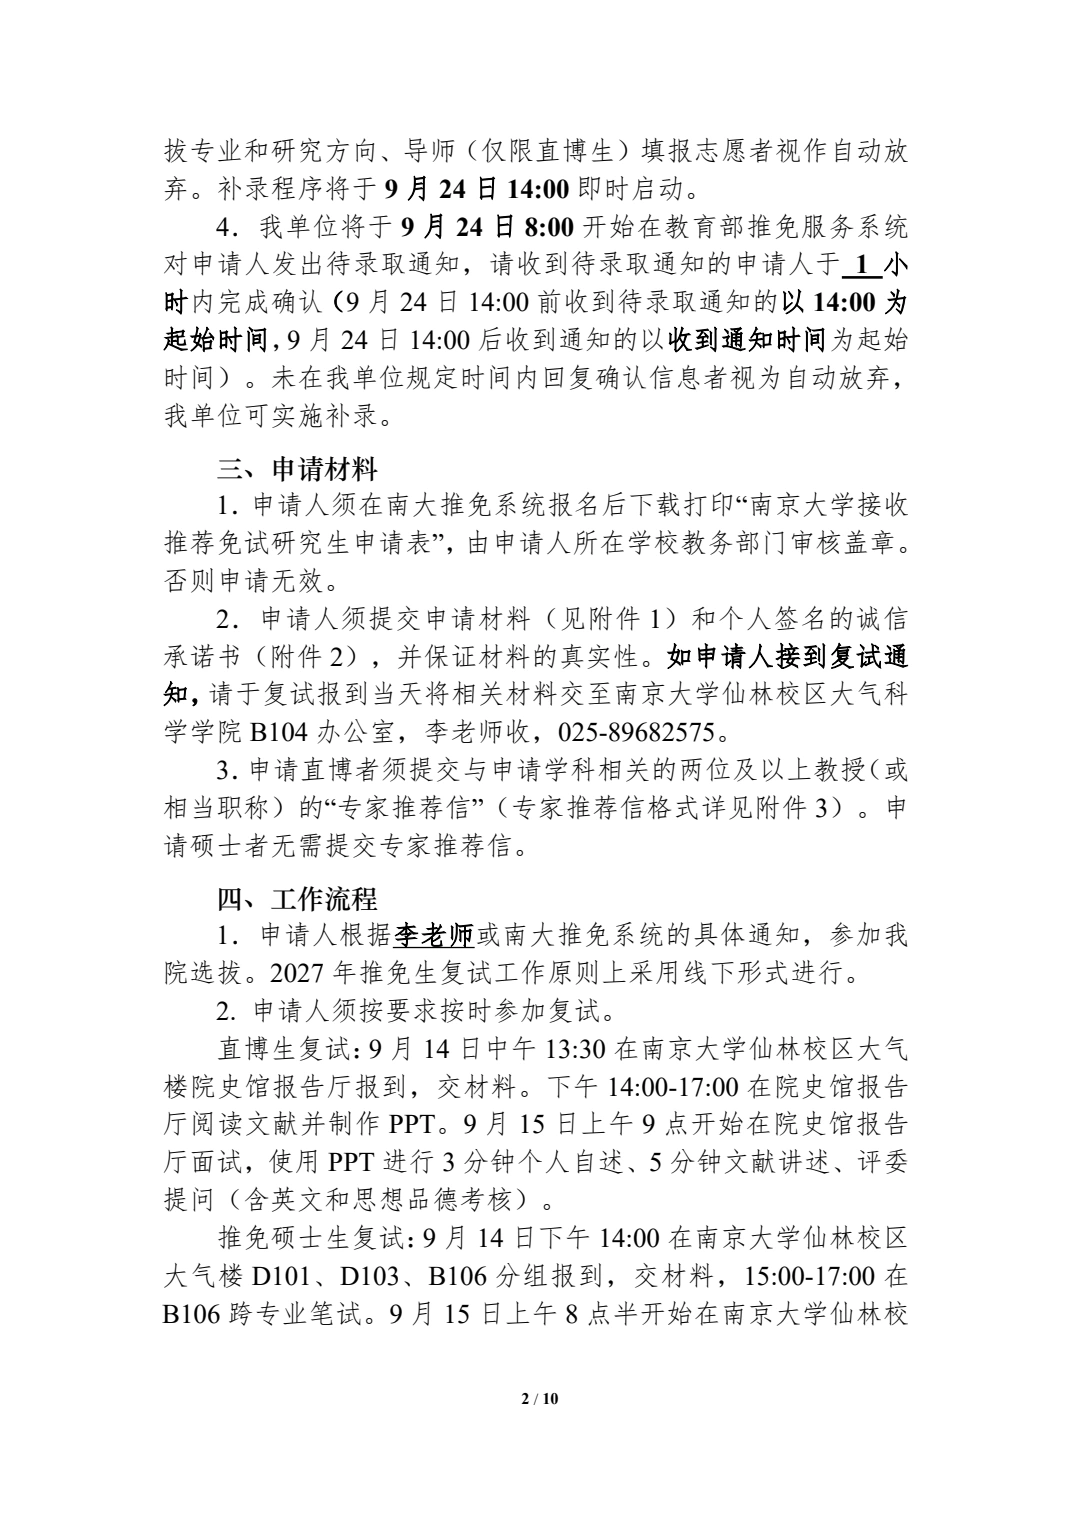 拔专业和研究方向、导师（仅限直博生）填报志愿者视作自动放
弃。补录程序将于 9 月 24 日 14:00 即时启动。
4．我单位将于 9 月 24 日 8:00 开始在教育部推免服务系统
对申请人发出待录取通知，请收到待录取通知的申请人于 1 小
时内完成确认（9 月 24 日 14:00 前收到待录取通知的以 14:00 为
起始时间，9 月 24 日 14:00 后收到通知的以收到通知时间为起始
时间）。未在我单位规定时间内回复确认信息者视为自动放弃，
我单位可实施补录。
三、申请材料
1．申请人须在南大推免系统报名后下载打印“南京大学接收
推荐免试研究生申请表”，由申请人所在学校教务部门审核盖章。
否则申请无效。
2．申请人须提交申请材料（见附件 1）和个人签名的诚信
承诺书（附件 2），并保证材料的真实性。如申请人接到复试通
知，请于复试报到当天将相关材料交至南京大学仙林校区大气科
学学院 B104 办公室，李老师收，025-89682575。
3．申请直博者须提交与申请学科相关的两位及以上教授（或
相当职称）的“专家推荐信”（专家推荐信格式详见附件 3）。申
请硕士者无需提交专家推荐信。
四、工作流程
1．申请人根据李老师或南大推免系统的具体通知，参加我
院选拔。2027 年推免生复试工作原则上采用线下形式进行。
2. 申请人须按要求按时参加复试。
直博生复试：9 月 14 日中午 13:30 在南京大学仙林校区大气
楼院史馆报告厅报到，交材料。下午 14:00-17:00 在院史馆报告
厅阅读文献并制作 PPT。9 月 15 日上午 9 点开始在院史馆报告
厅面试，使用 PPT 进行 3 分钟个人自述、5 分钟文献讲述、评委
提问（含英文和思想品德考核）。
推免硕士生复试：9 月 14 日下午 14:00 在南京大学仙林校区
大气楼 D101、D103、B106 分组报到，交材料，15:00-17:00 在
B106 跨专业笔试。9 月 15 日上午 8 点半开始在南京大学仙林校
2 / 10